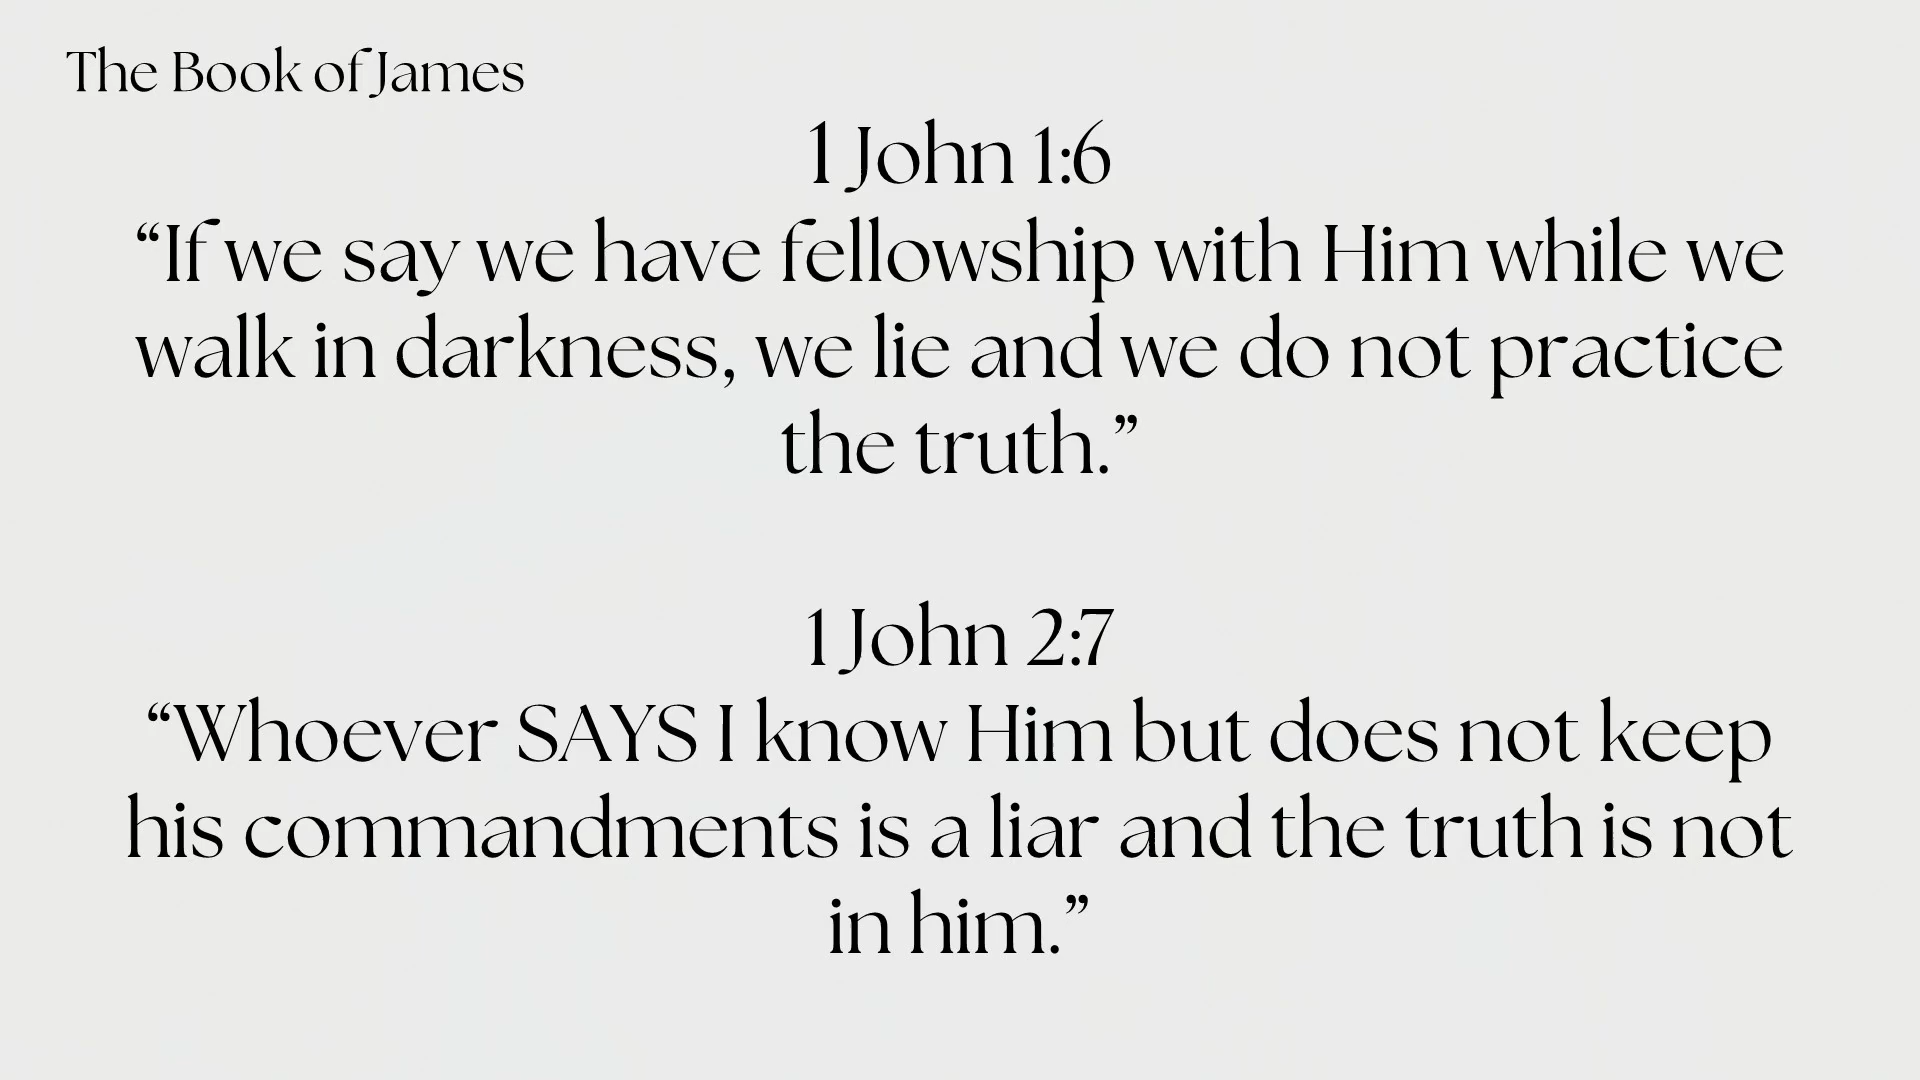 The Book of James
1 John 1:6
“If we say we have fellowship with Him while we
walk in darkness, we lie and we do not practice
the truth.”
1 John 2:7
“Whoever SAYS I know Him but does not keep
his commandments is a liar and the truth is not
in him.”